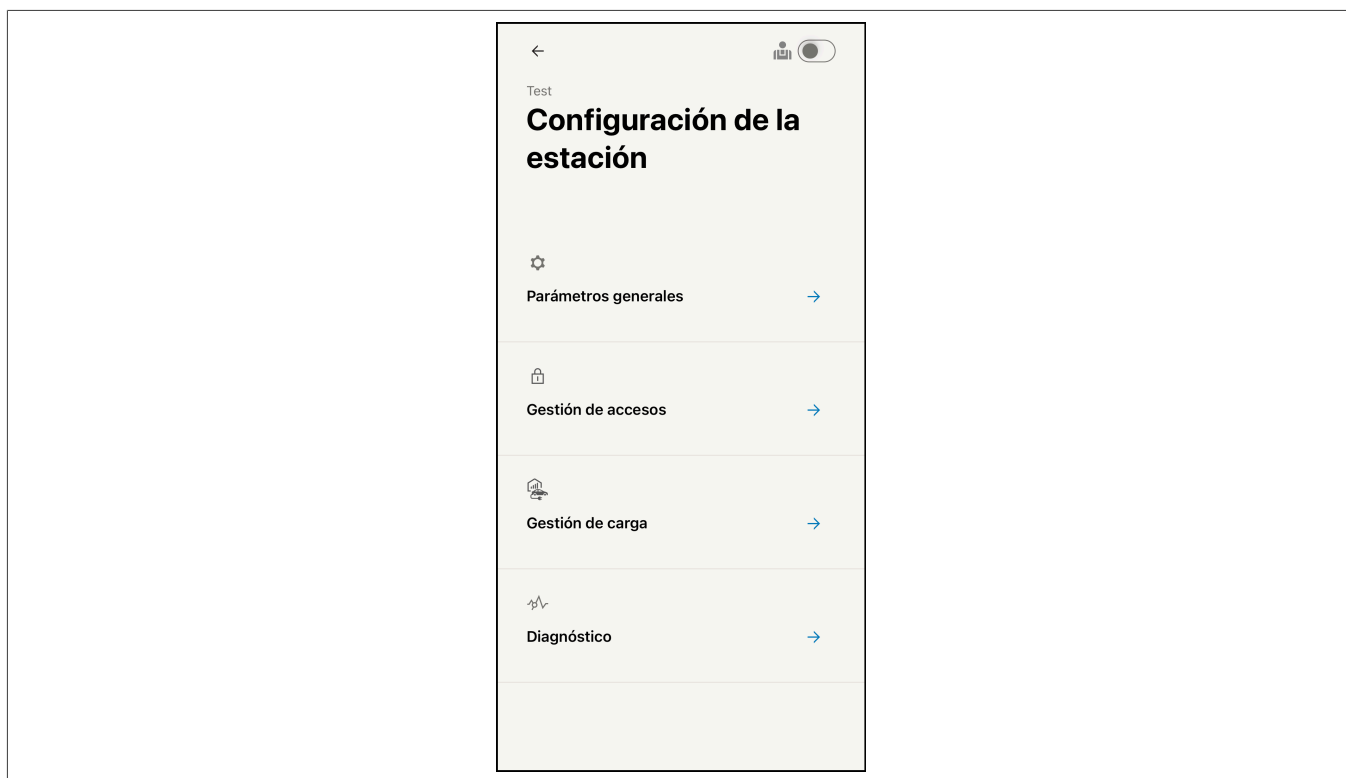 Test
Configuración de la
estación
Parámetros generales
Gestión de accesos
Gestión de carga
Diagnóstico